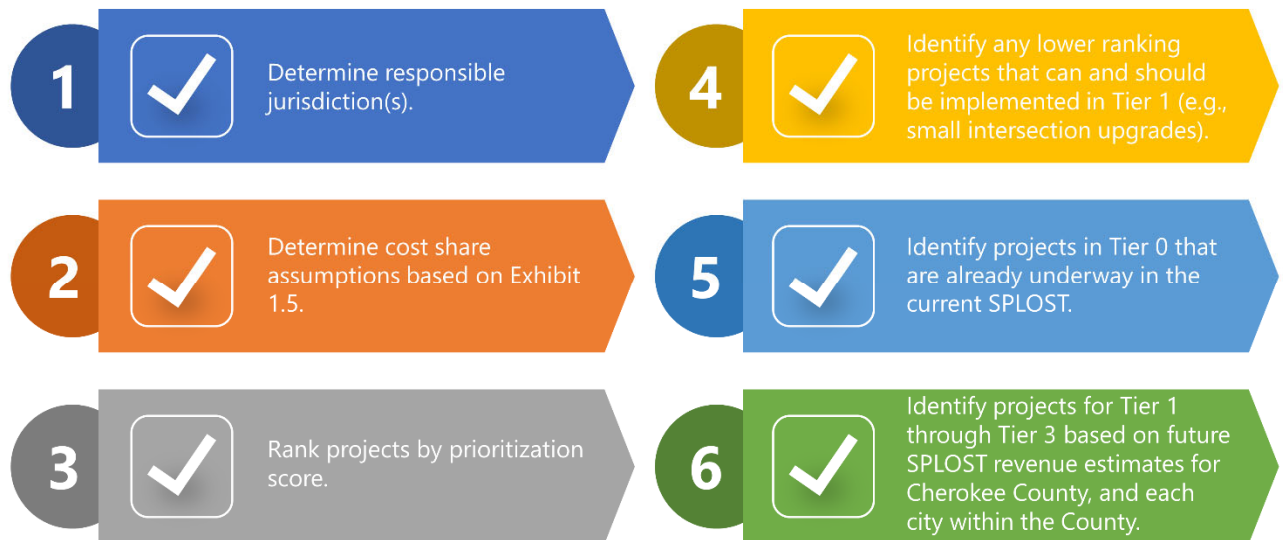 1
Determine responsible
jurisdiction(s).
2
Determine cost share
assumptions based on Exhibit
1.5.
3
Rank projects by prioritization
score.
4
Identify any lower ranking
projects that can and should
be implemented in Tier 1 (e.g.,
small intersection upgrades).
5
Identify projects in Tier 0 that
are already underway in the
current SPLOST.
6
Identify projects for Tier 1
through Tier 3 based on future
SPLOST revenue estimates for
Cherokee County, and each
city within the County.